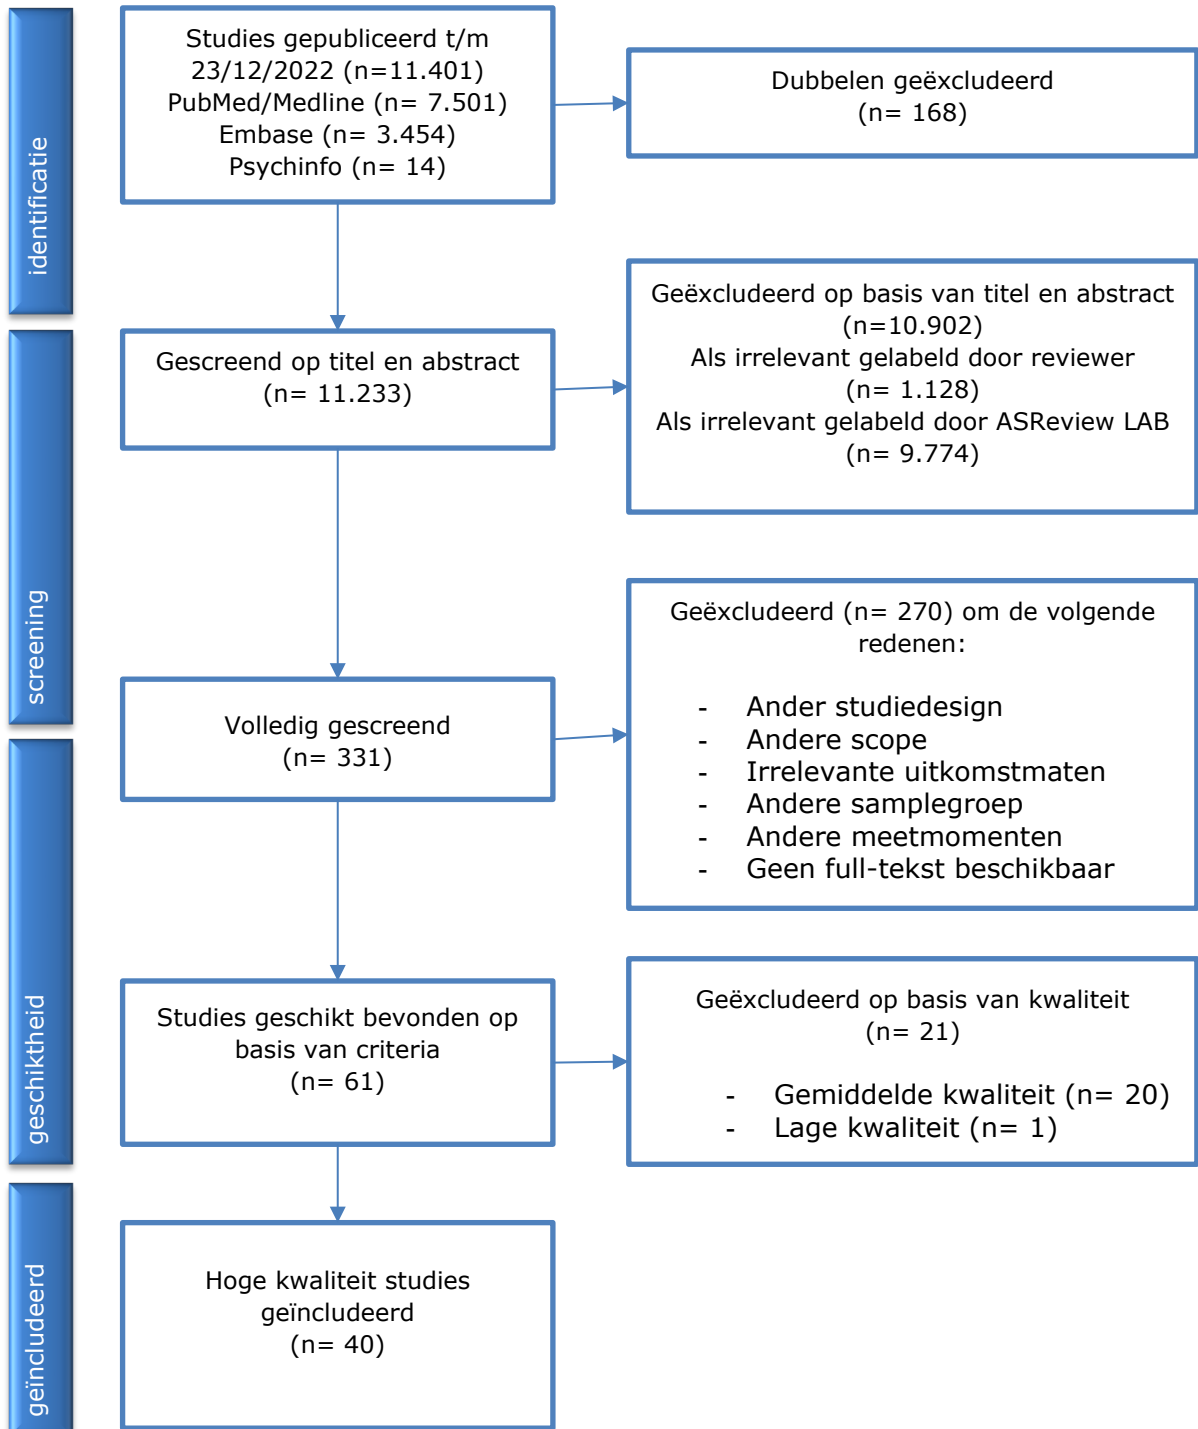 identificatie
Studies gepubliceerd t/m
23/12/2022 (n=11.401)
PubMed/Medline (n= 7.501)
Embase (n= 3.454)
Psychinfo (n= 14)
Dubbelen geëxcludeerd
(n= 168)
screening
Gescreend op titel en abstract
(n= 11.233)
Geëxcludeerd op basis van titel en abstract
(n=10.902)
Als irrelevant gelabeld door reviewer
(n= 1.128)
Als irrelevant gelabeld door ASReview LAB
(n= 9.774)
Volledig gescreend
(n= 331)
Geëxcludeerd (n= 270) om de volgende
redenen:
- Ander studiedesign
- Andere scope
- Irrelevante uitkomstmaten
- Andere samplegroep
- Andere meetmomenten
- Geen full-tekst beschikbaar
geschiktheid
Studies geschikt bevonden op
basis van criteria
(n= 61)
Geëxcludeerd op basis van kwaliteit
(n= 21)
- Gemiddelde kwaliteit (n= 20)
- Lage kwaliteit (n= 1)
geïncludeerd
Hoge kwaliteit studies
geïncludeerd
(n= 40)